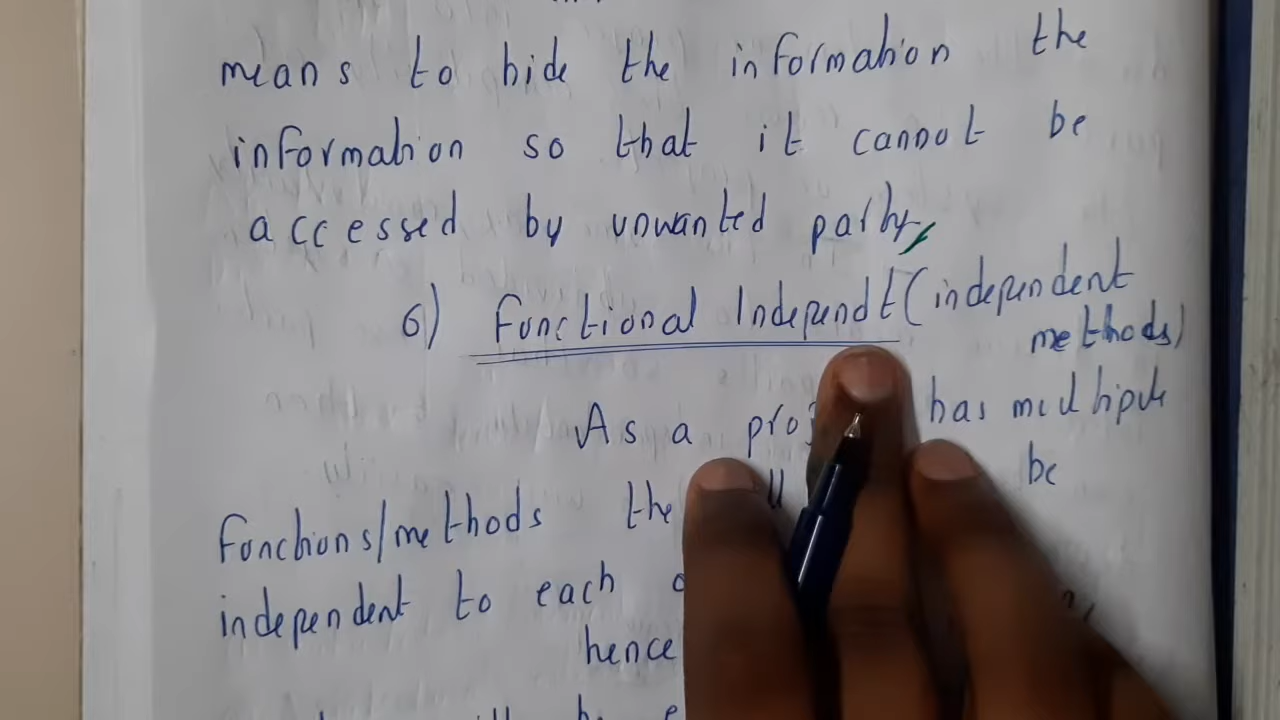 means to hide the information the
information so that it cannot be
accessed by unwanted party,
6) Functional Independt (independent
methods)
As a has multiple
functions/methods the be
independent to each
hence